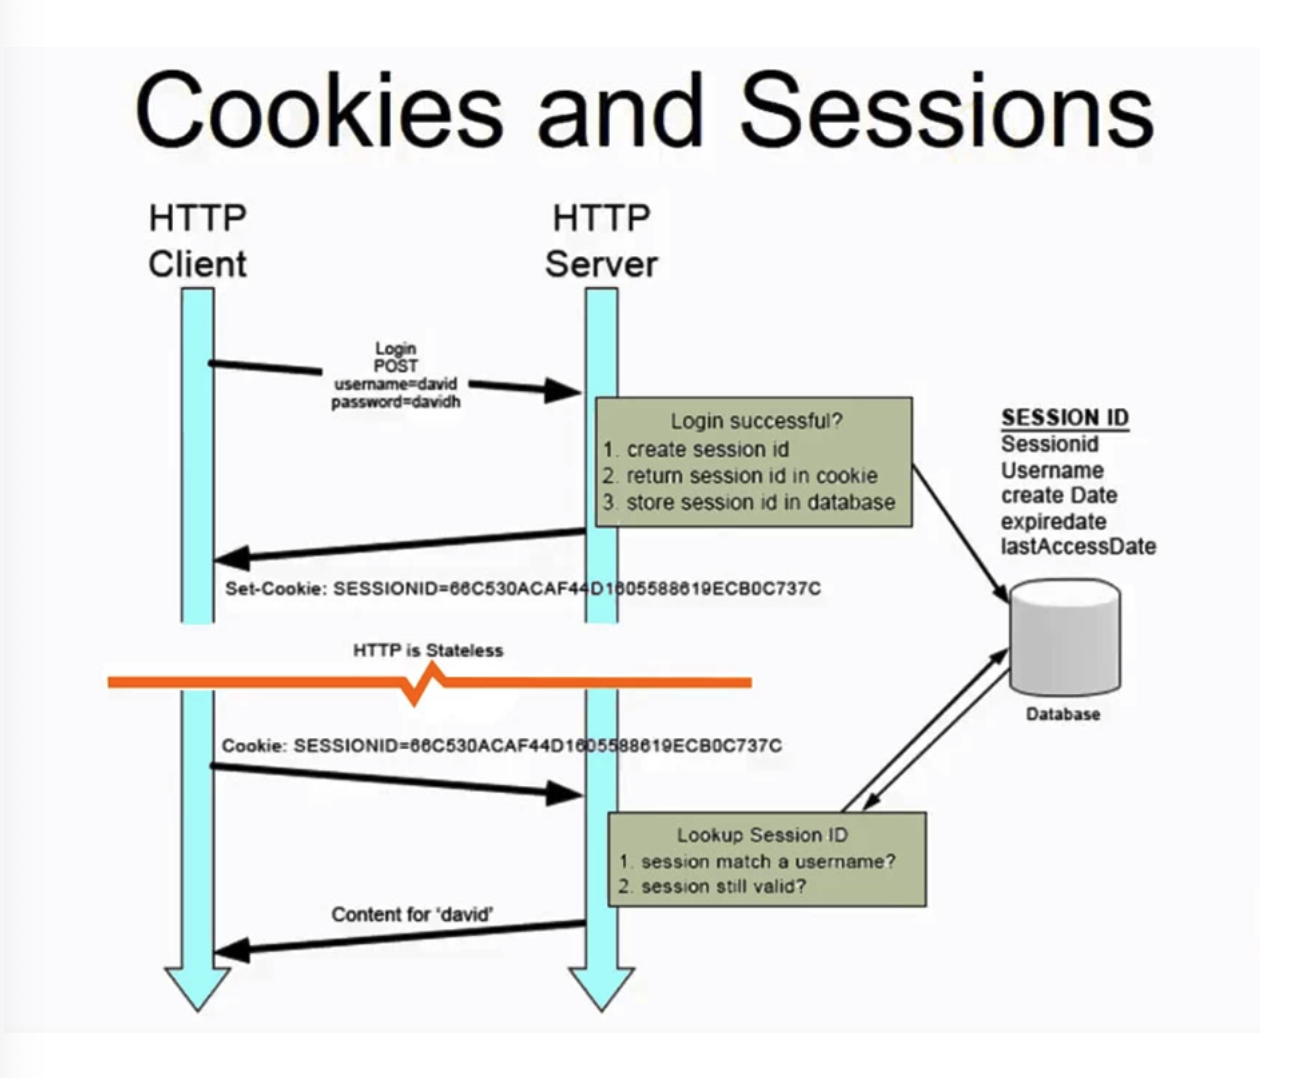 Cookies and Sessions
HTTP
Client
HTTP
Server
Login
POST
username=david
password=davidh
Login successful?
1. create session id
2. return session id in cookie
3. store session id in database
SESSION ID
Sessionid
Username
create Date
expiredate
lastAccessDate
Set-Cookie: SESSIONID=66C530ACAF44D1605588619ECB0C737C
HTTP is Stateless
Database
Cookie: SESSIONID=66C530ACAF44D1605588619ECB0C737C
Lookup Session ID
1. session match a username?
2. session still valid?
Content for 'david'